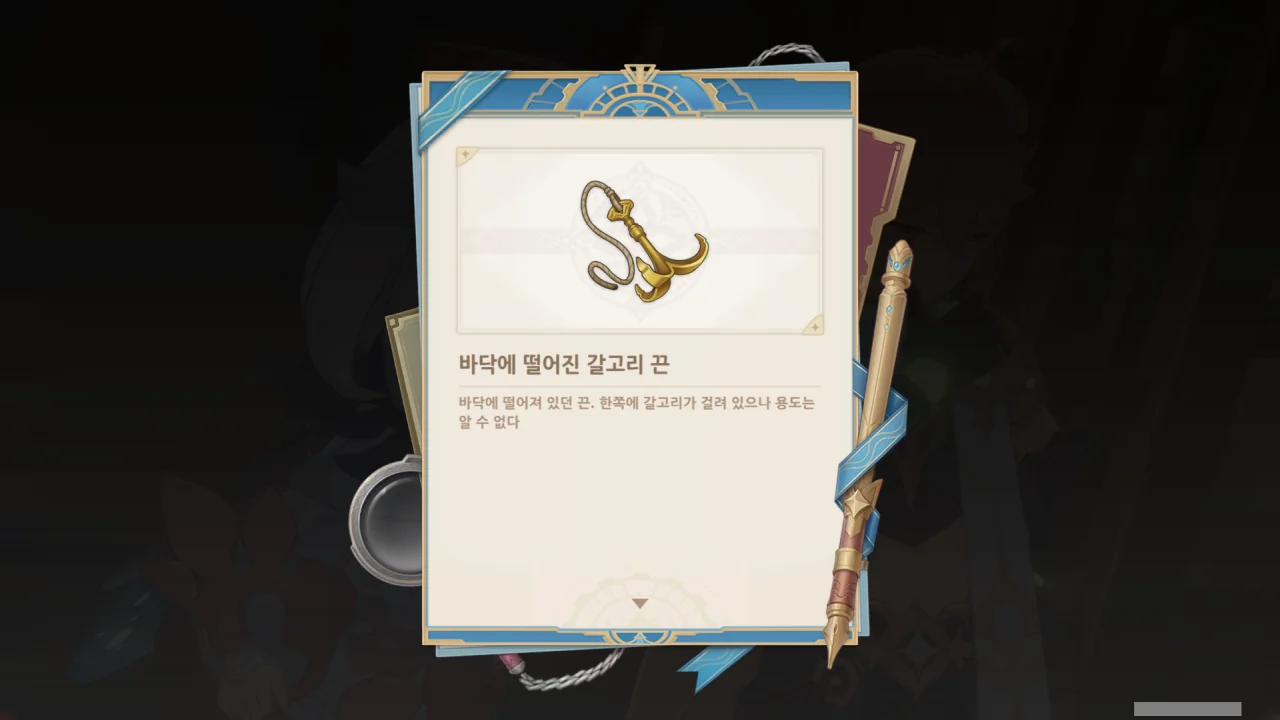 바닥에 떨어진 갈고리 끈
바닥에 떨어져 있던 끈. 한쪽에 갈고리가 걸려 있으나 용도는
알 수 없다